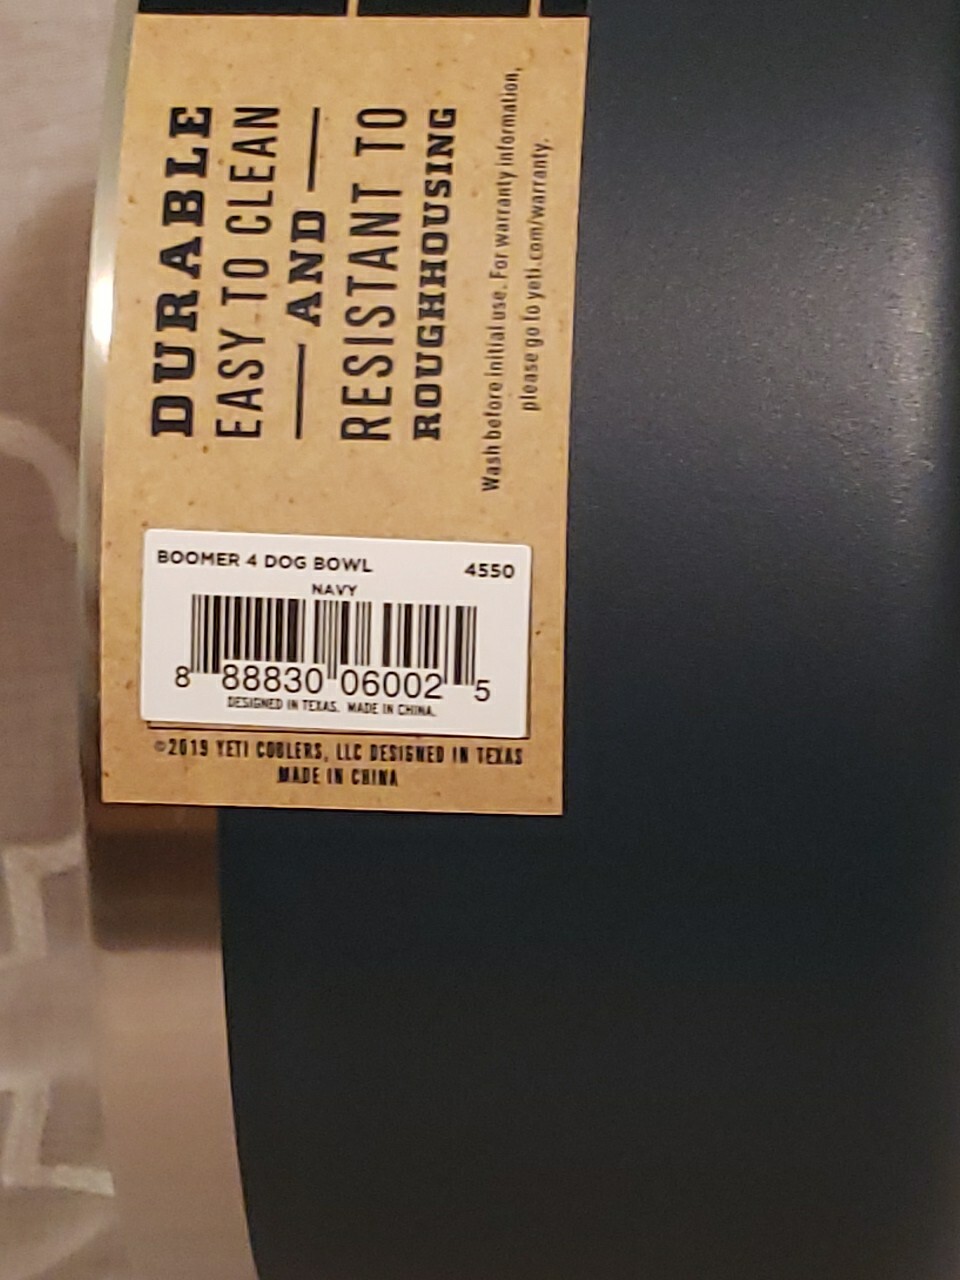 DURABLE
EASY TO CLEAN
AND
RESISTANT TO
ROUGHHOUSING
Wash before initial use. For warranty information,
please go to yeti.com/warranty.
BOOMER 4 DOG BOWL 4550
NAVY
8 88830 06002 5
DESIGNED IN TEXAS. MADE IN CHINA.
©2019 YETI COOLERS, LLC DESIGNED IN TEXAS
MADE IN CHINA